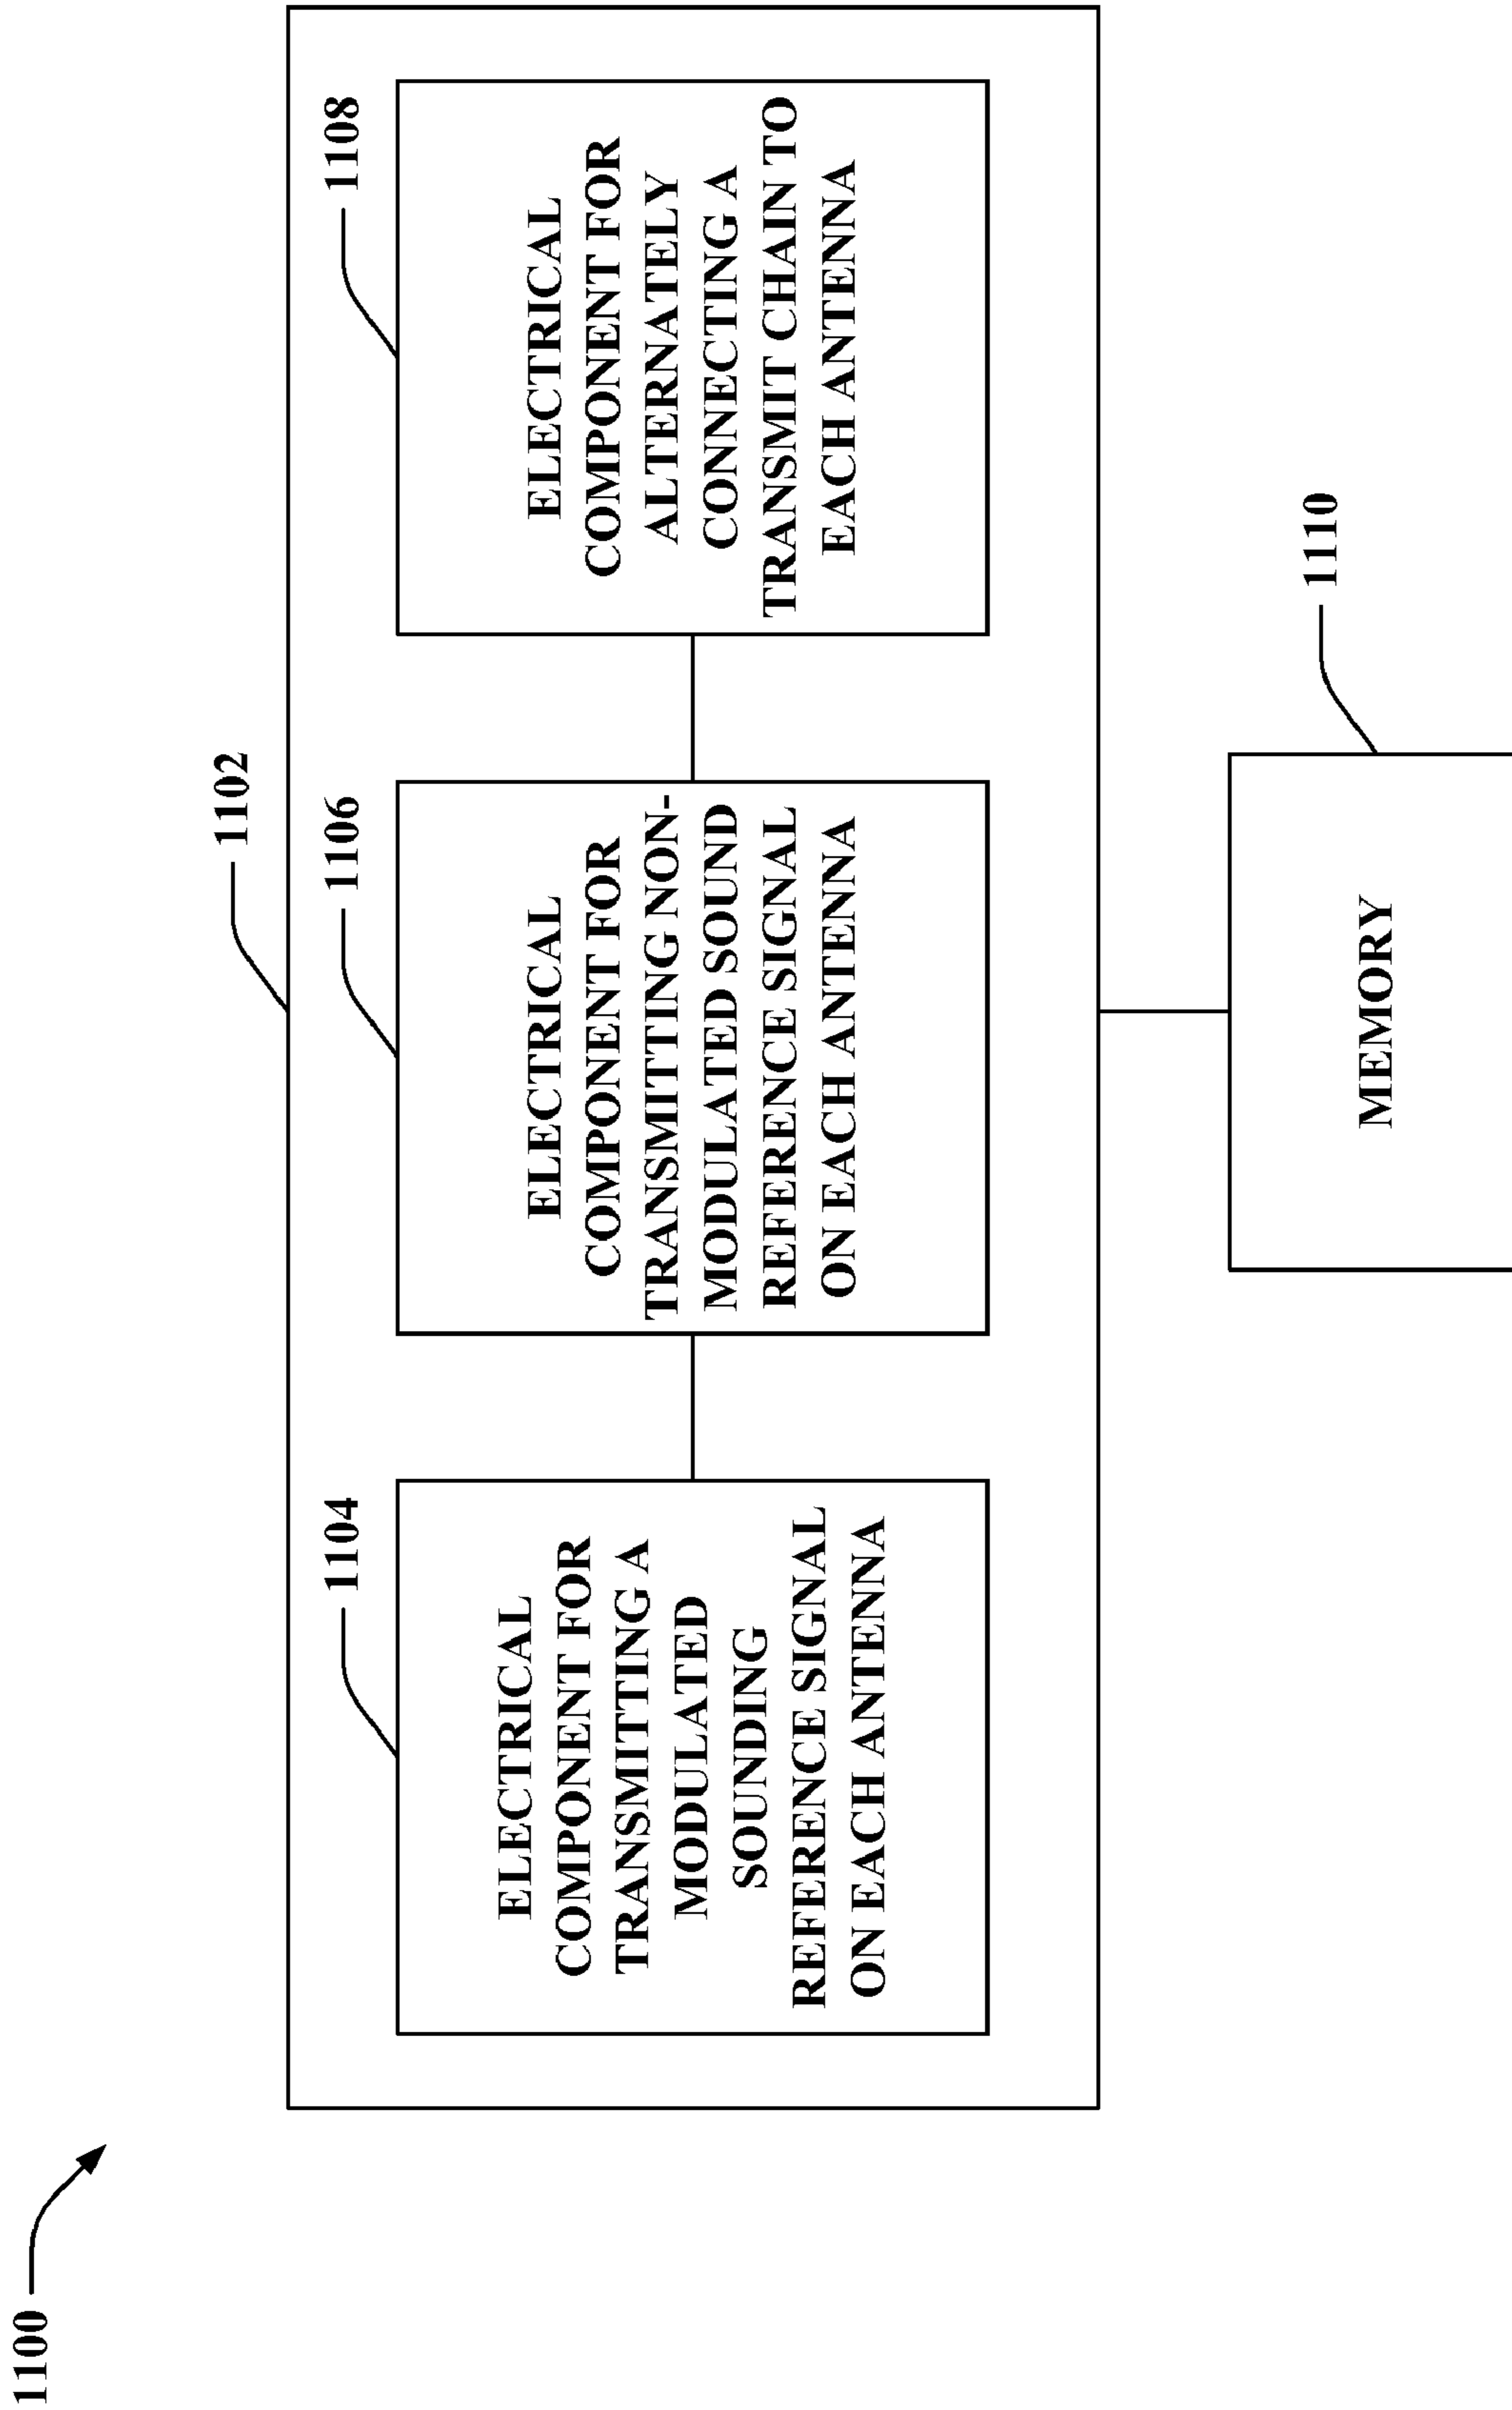 1100
1102
1104
ELECTRICAL
COMPONENT FOR
TRANSMITTING A
MODULATED
SOUNDING
REFERENCE SIGNAL
ON EACH ANTENNA
1106
ELECTRICAL
COMPONENT FOR
TRANSMITTING NON-
MODULATED SOUND
REFERENCE SIGNAL
ON EACH ANTENNA
1108
ELECTRICAL
COMPONENT FOR
ALTERNATELY
CONNECTING A
TRANSMIT CHAIN TO
EACH ANTENNA
1110
MEMORY